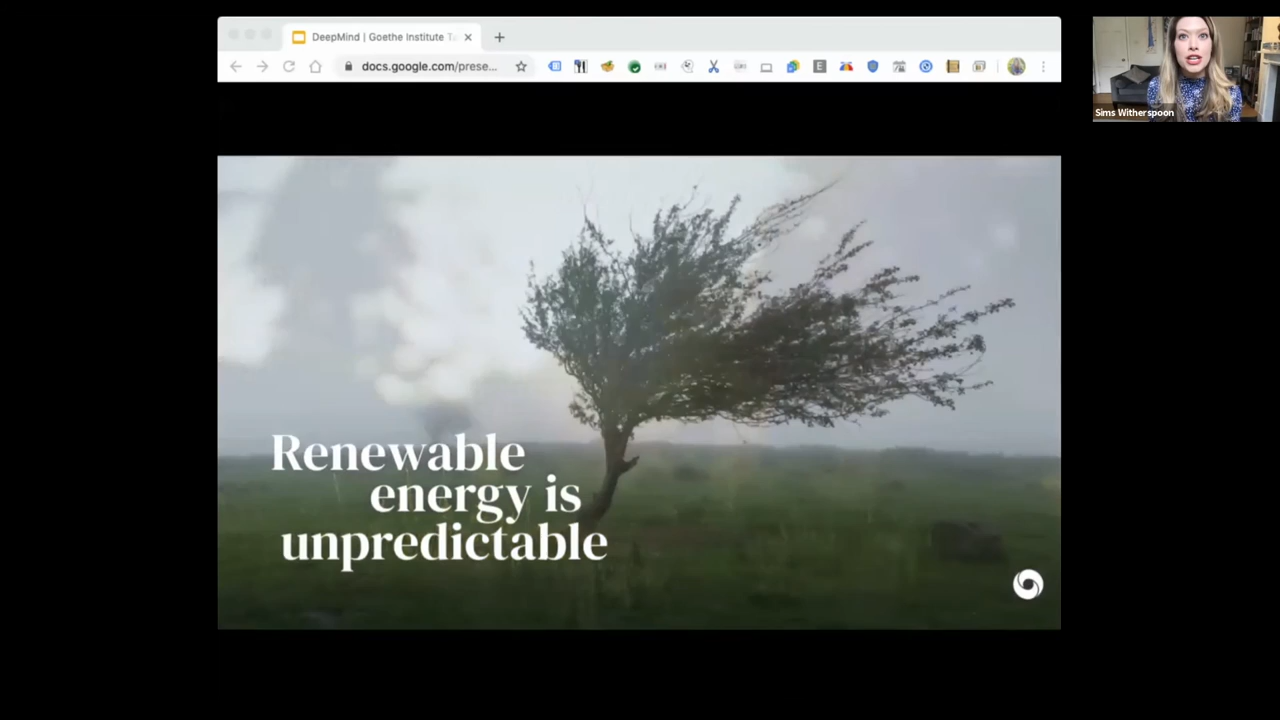 DeepMind | Goethe Institute
docs.google.com/prese...
Sims Witherspoon
Renewable
energy is
unpredictable